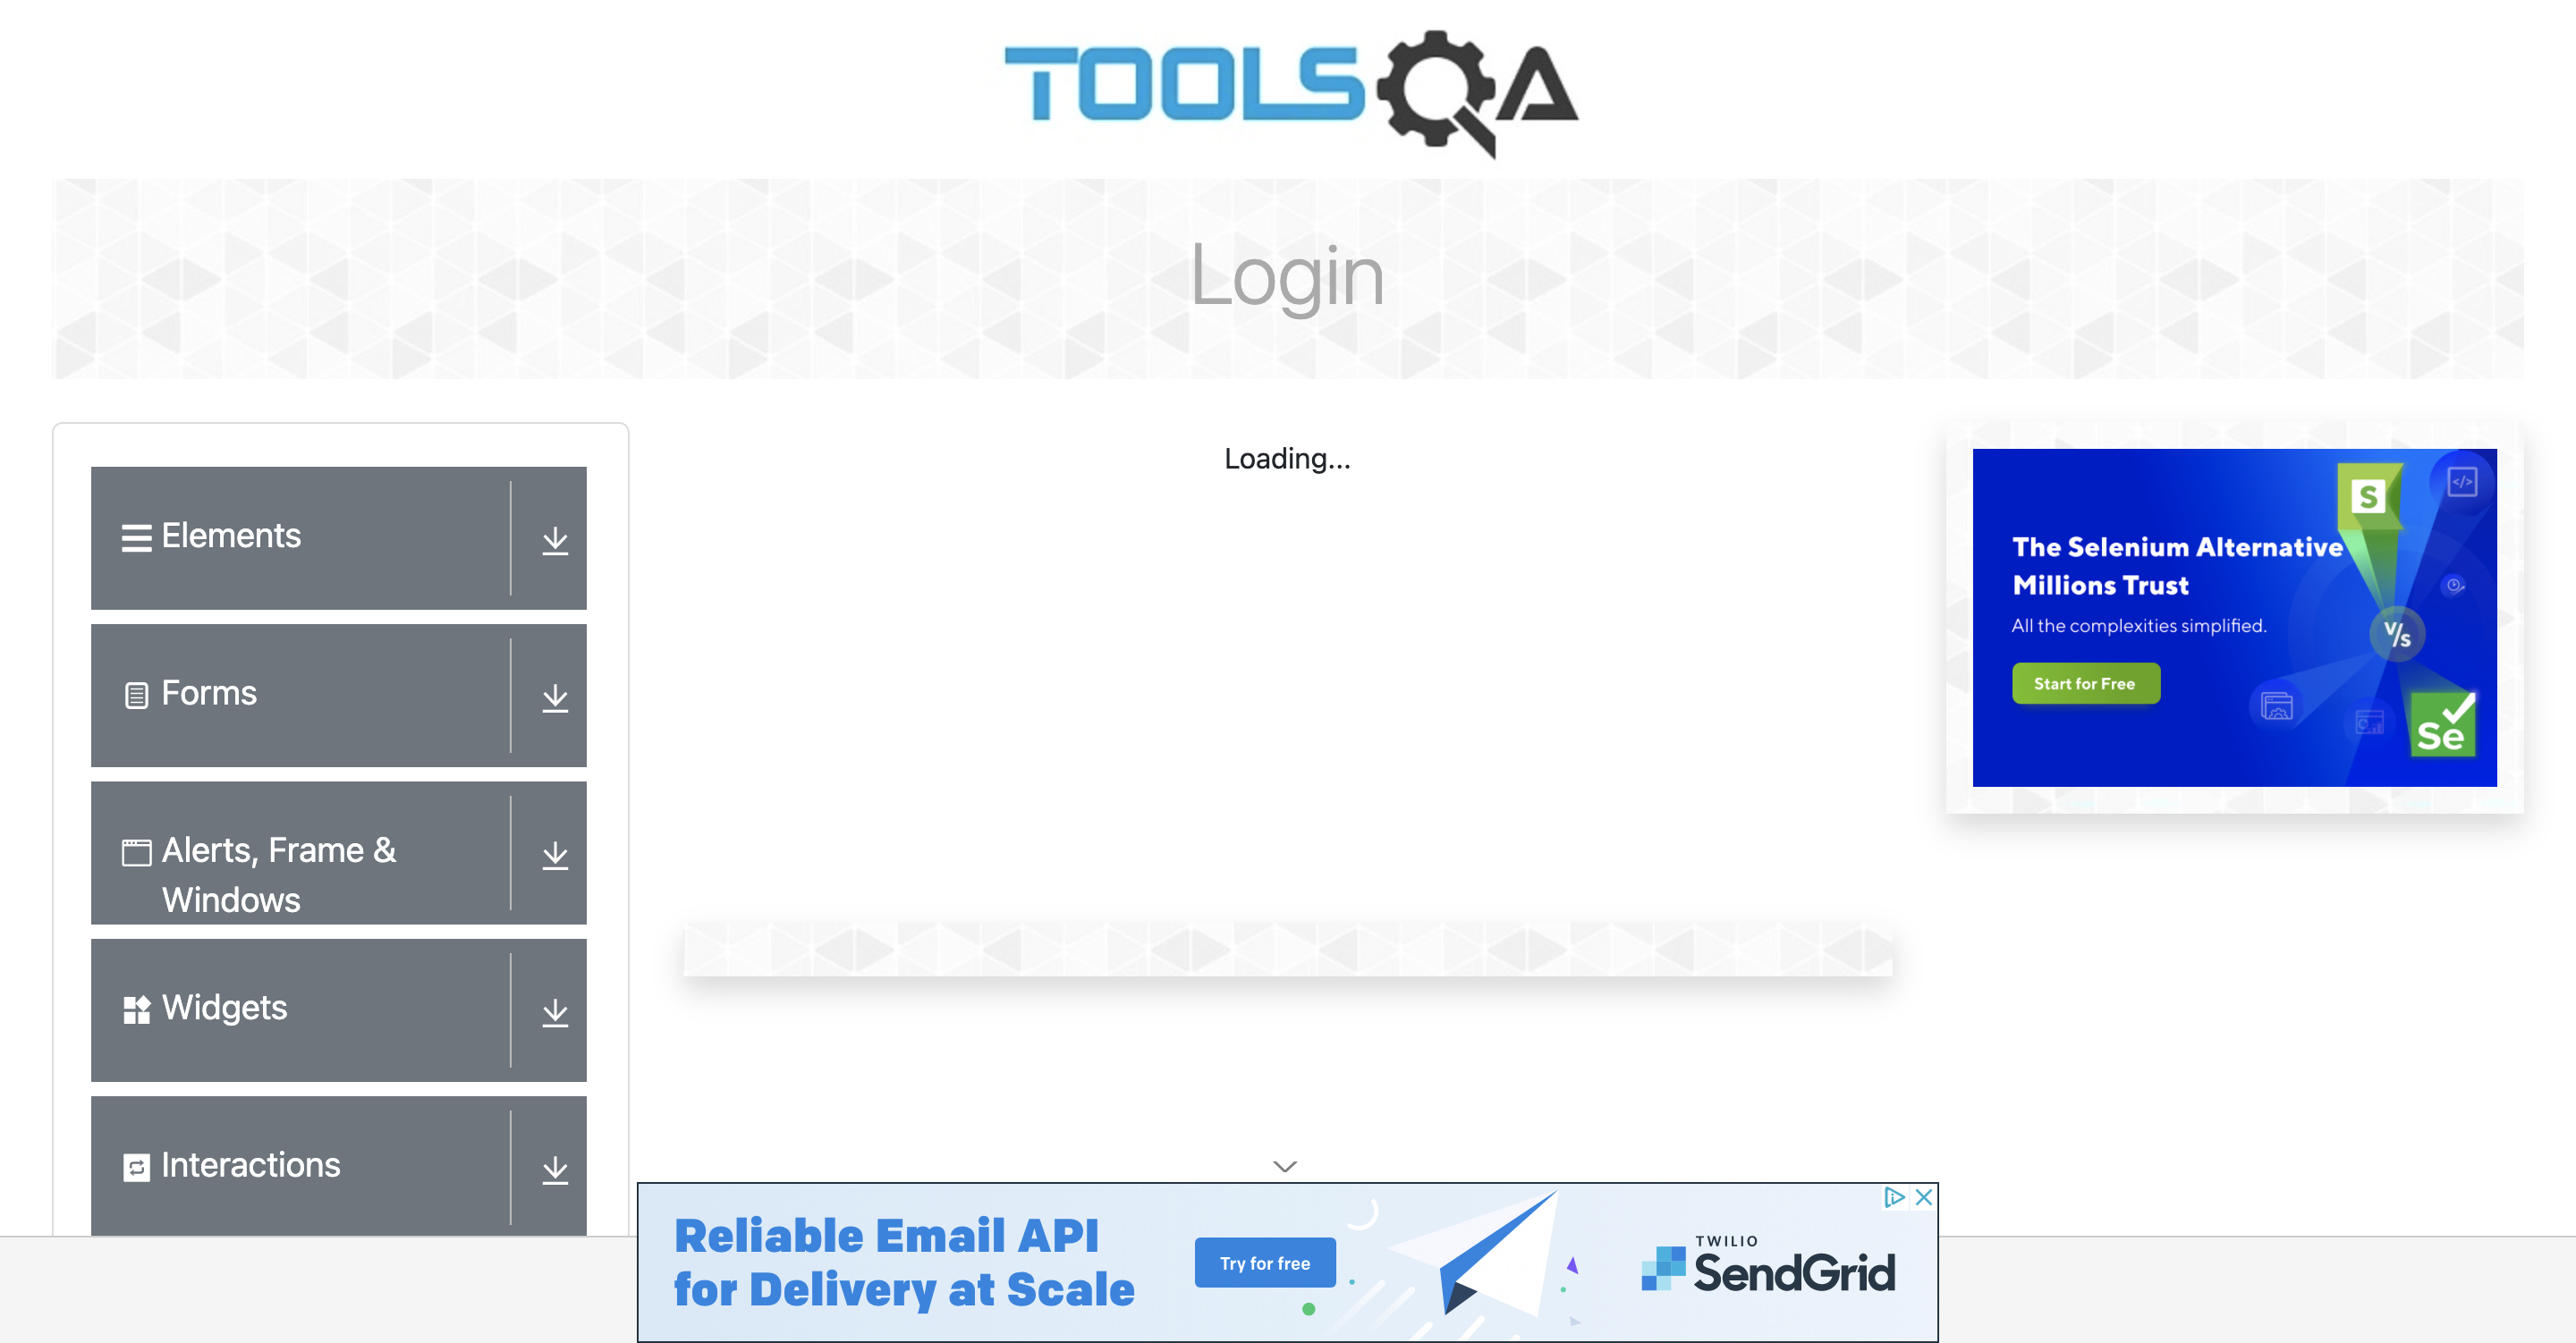 TOOLSQA
Login
Elements
Forms
Alerts, Frame &
Windows
Widgets
Interactions
Loading...
The Selenium Alternative
Millions Trust
All the complexities simplified.
Start for Free
S
</>
V/s
Se
Reliable Email API
for Delivery at Scale
Try for free
TWILIO
SendGrid